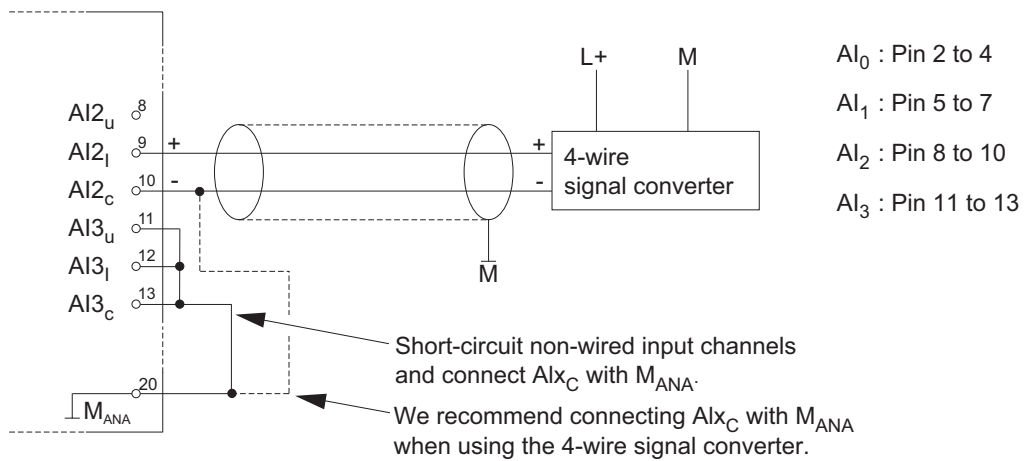 L+ M
AI₀ : Pin 2 to 4
AI2ᵤ 8
AI₁ : Pin 5 to 7
AI2ₗ 9 + +
4-wire
signal converter
AI₂ : Pin 8 to 10
AI2c 10 - -
AI₃ : Pin 11 to 13
AI3ᵤ 11
AI3ₗ 12
M
AI3c 13
Short-circuit non-wired input channels
and connect AIxC with MANA.
20
MANA
We recommend connecting AIxC with MANA
when using the 4-wire signal converter.